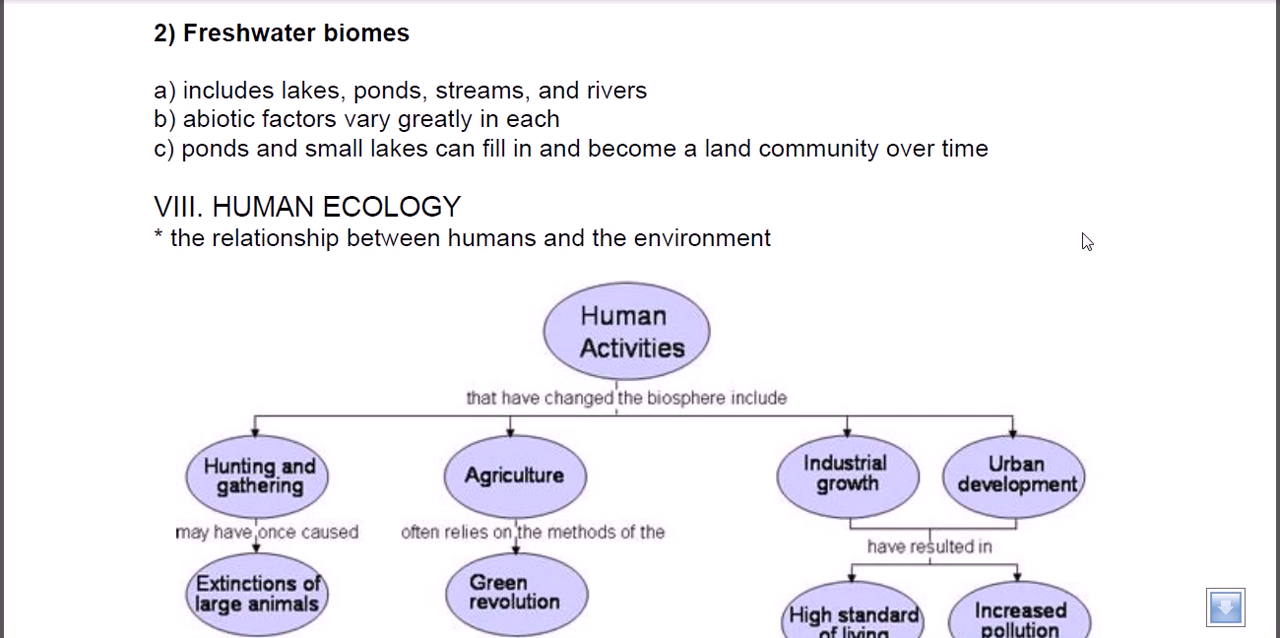 2) Freshwater biomes
a) includes lakes, ponds, streams, and rivers
b) abiotic factors vary greatly in each
c) ponds and small lakes can fill in and become a land community over time
VIII. HUMAN ECOLOGY
* the relationship between humans and the environment
Human
Activities
that have changed the biosphere include
Hunting and
gathering
Agriculture
Industrial
growth
Urban
development
may have once caused
often relies on the methods of the
have resulted in
Extinctions of
large animals
Green
revolution
High standard
of living
Increased
pollution